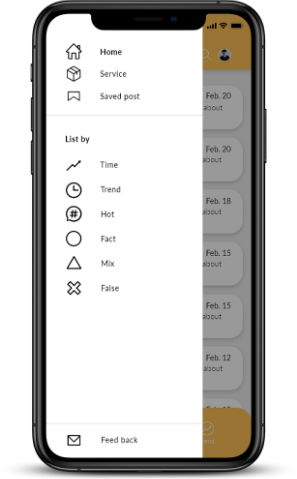 Home
Service
Saved post
List by
Time
Trend
#
Hot
Fact
Mix
False
Feed back
Feb. 20
about
Feb. 20
about
Feb. 18
about
Feb. 15
about
Feb. 15
about
Feb. 12
about